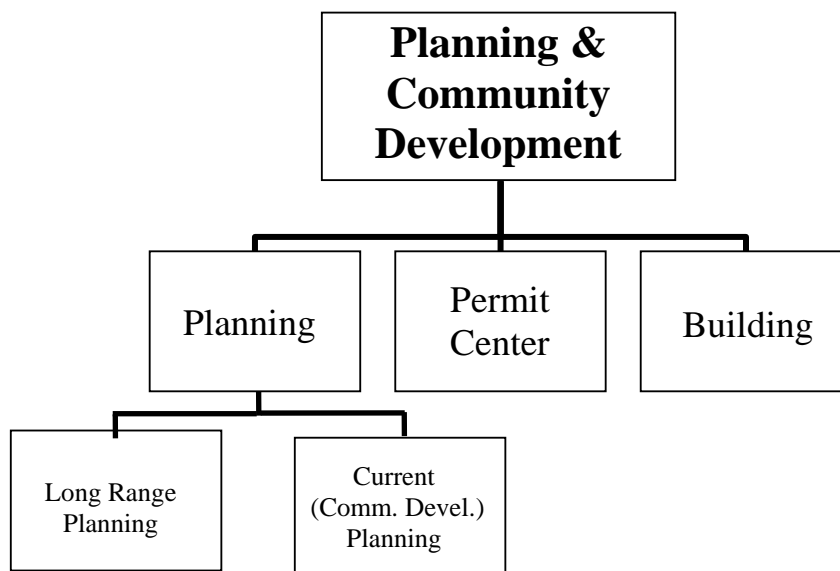 Planning &
Community
Development
Planning
Permit
Center
Building
Long Range
Planning
Current
(Comm. Devel.)
Planning